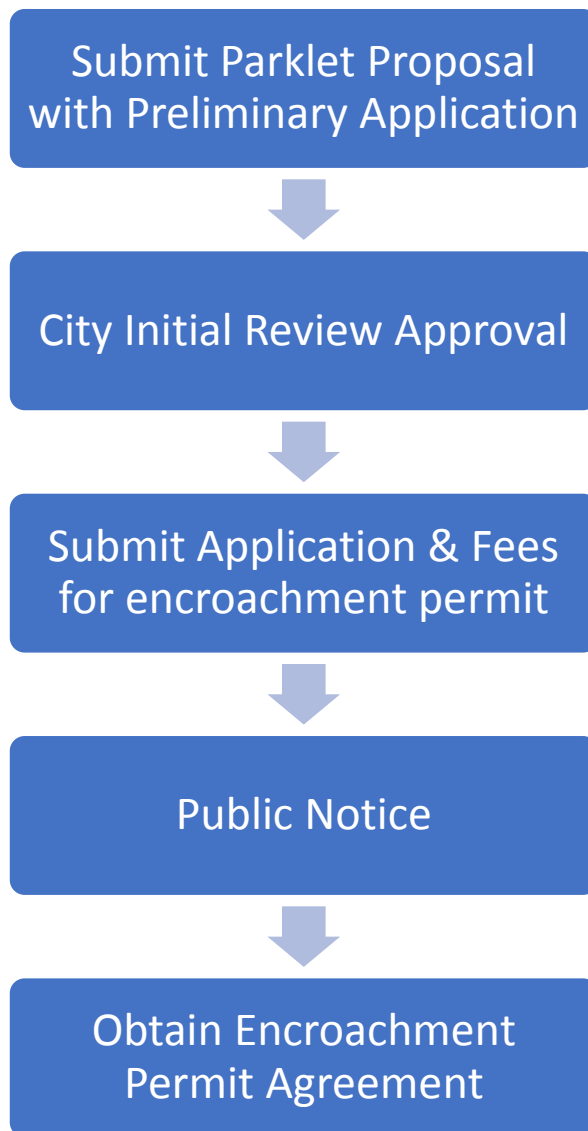 Submit Parklet Proposal
with Preliminary Application
City Initial Review Approval
Submit Application & Fees
for encroachment permit
Public Notice
Obtain Encroachment
Permit Agreement